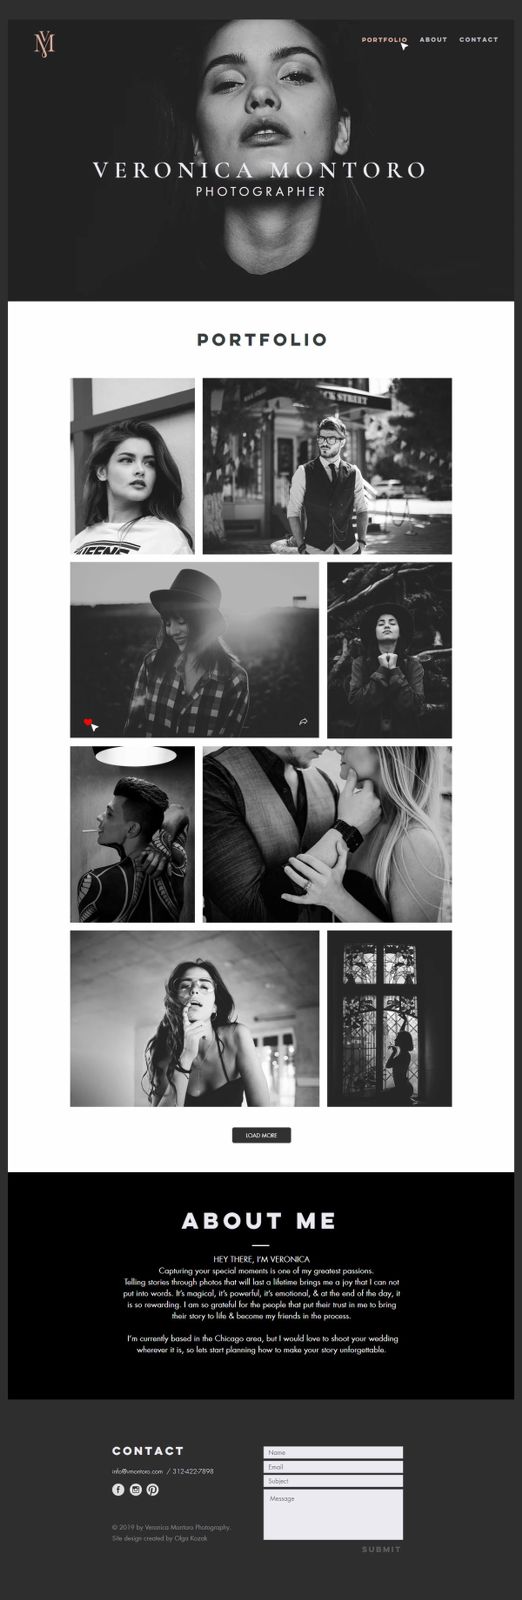 VM
PORTFOLIO ABOUT CONTACT
VERONICA MONTORO
PHOTOGRAPHER
PORTFOLIO
STREET
QUEENS
LOAD MORE
ABOUT ME
HEY THERE, I'M VERONICA
Capturing your special moments is one of my greatest passions.
Telling stories through photos that will last a lifetime brings me a joy that I can not
put into words. It's magical, it's powerful, it's emotional, & at the end of the day, it
is so rewarding. I am so grateful for the people that put their trust in me to bring
their story to life & become my friends in the process.
I'm currently based in the Chicago area, but I would love to shoot your wedding
wherever it is, so lets start planning how to make your story unforgettable.
CONTACT
info@vmontoro.com / 312-422-7898
© 2019 by Veronica Montoro Photography.
Site design created by Olga Kozak
Name
Email
Subject
Message
SUBMIT